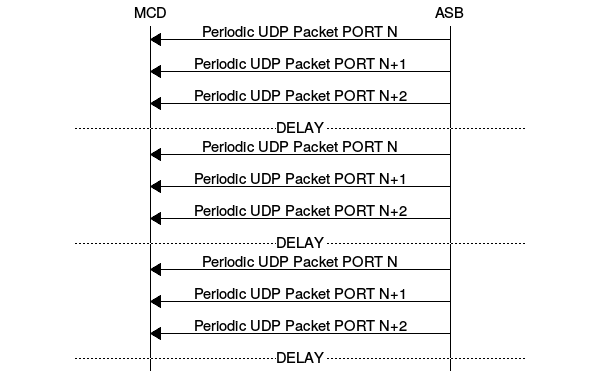 MCD ASB
Periodic UDP Packet PORT N
Periodic UDP Packet PORT N+1
Periodic UDP Packet PORT N+2
DELAY
Periodic UDP Packet PORT N
Periodic UDP Packet PORT N+1
Periodic UDP Packet PORT N+2
DELAY
Periodic UDP Packet PORT N
Periodic UDP Packet PORT N+1
Periodic UDP Packet PORT N+2
DELAY